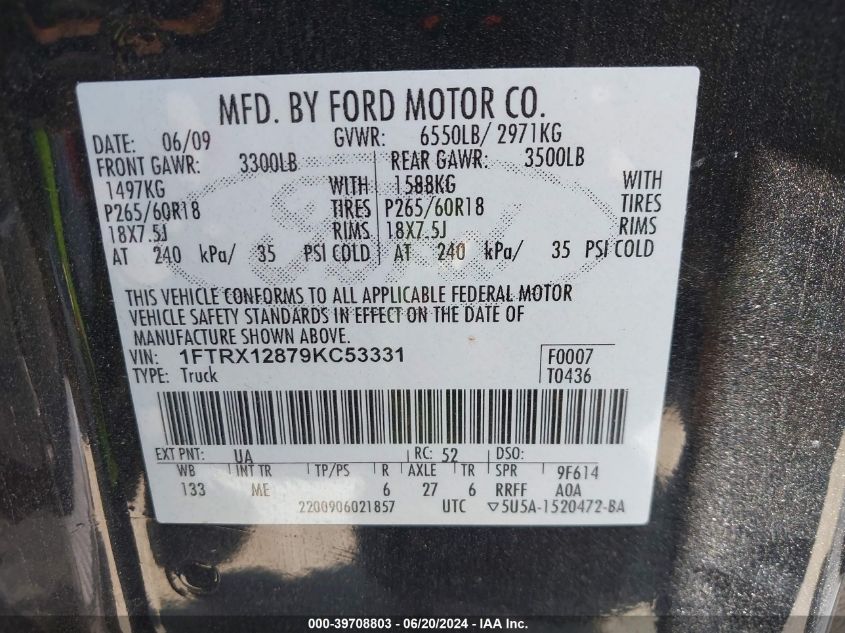 MFD. BY FORD MOTOR CO.
DATE: 06/09 GVWR: 6550LB/ 2971KG
FRONT GAWR: 3300LB REAR GAWR: 3500LB
1497KG WITH 1588KG WITH
P265/60R18 TIRES P265/60R18 TIRES
18X7.5J RIMS 18X7.5J RIMS
AT 240 kPa/ 35 PSI COLD AT 240 kPa/ 35 PSI COLD
THIS VEHICLE CONFORMS TO ALL APPLICABLE FEDERAL MOTOR
VEHICLE SAFETY STANDARDS IN EFFECT ON THE DATE OF
MANUFACTURE SHOWN ABOVE.
VIN: 1FTRX12879KC53331 F0007
TYPE: Truck T0436
EXT PNT: UA RC: 52 DSO:
WB INT TR TP/PS R AXLE TR SPR 9F614
133 ME 6 27 6 RRFF A0A
2200906021857 UTC ▽5U5A-1520472-BA
000-39708803 - 06/20/2024 - IAA Inc.